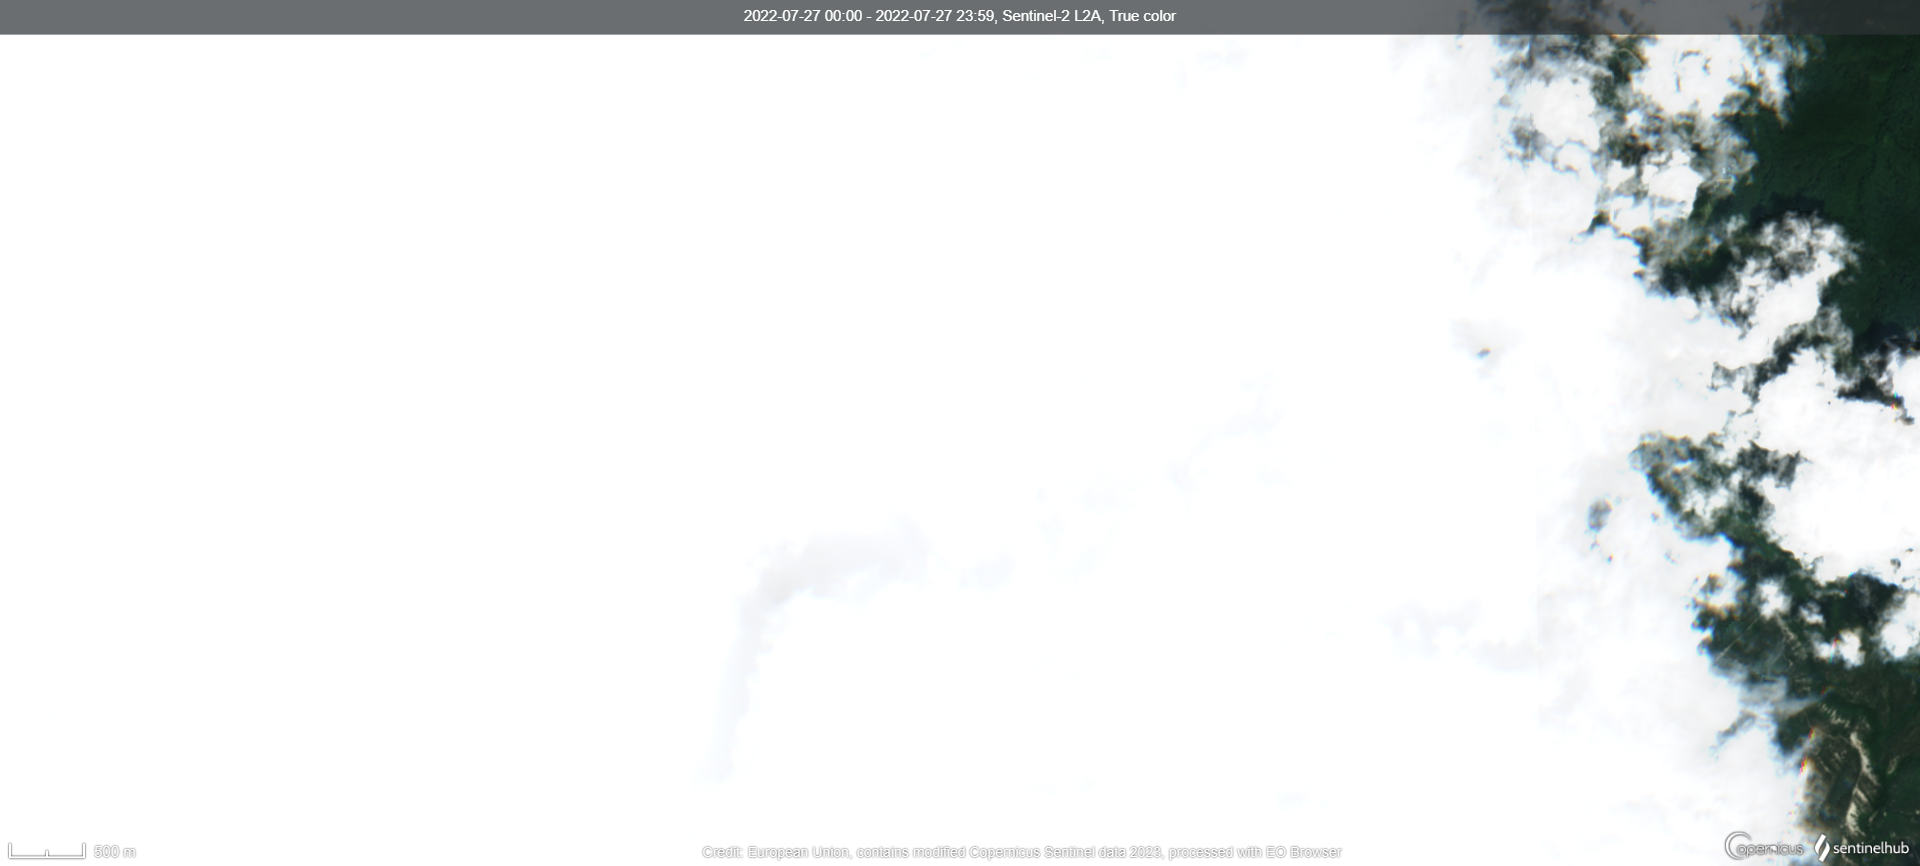 2022-07-27 00:00 - 2022-07-27 23:59, Sentinel-2 L2A, True color
500 m
Credit: European Union, contains modified Copernicus Sentinel data 2023, processed with EO Browser
Copernicus
sentinelhub